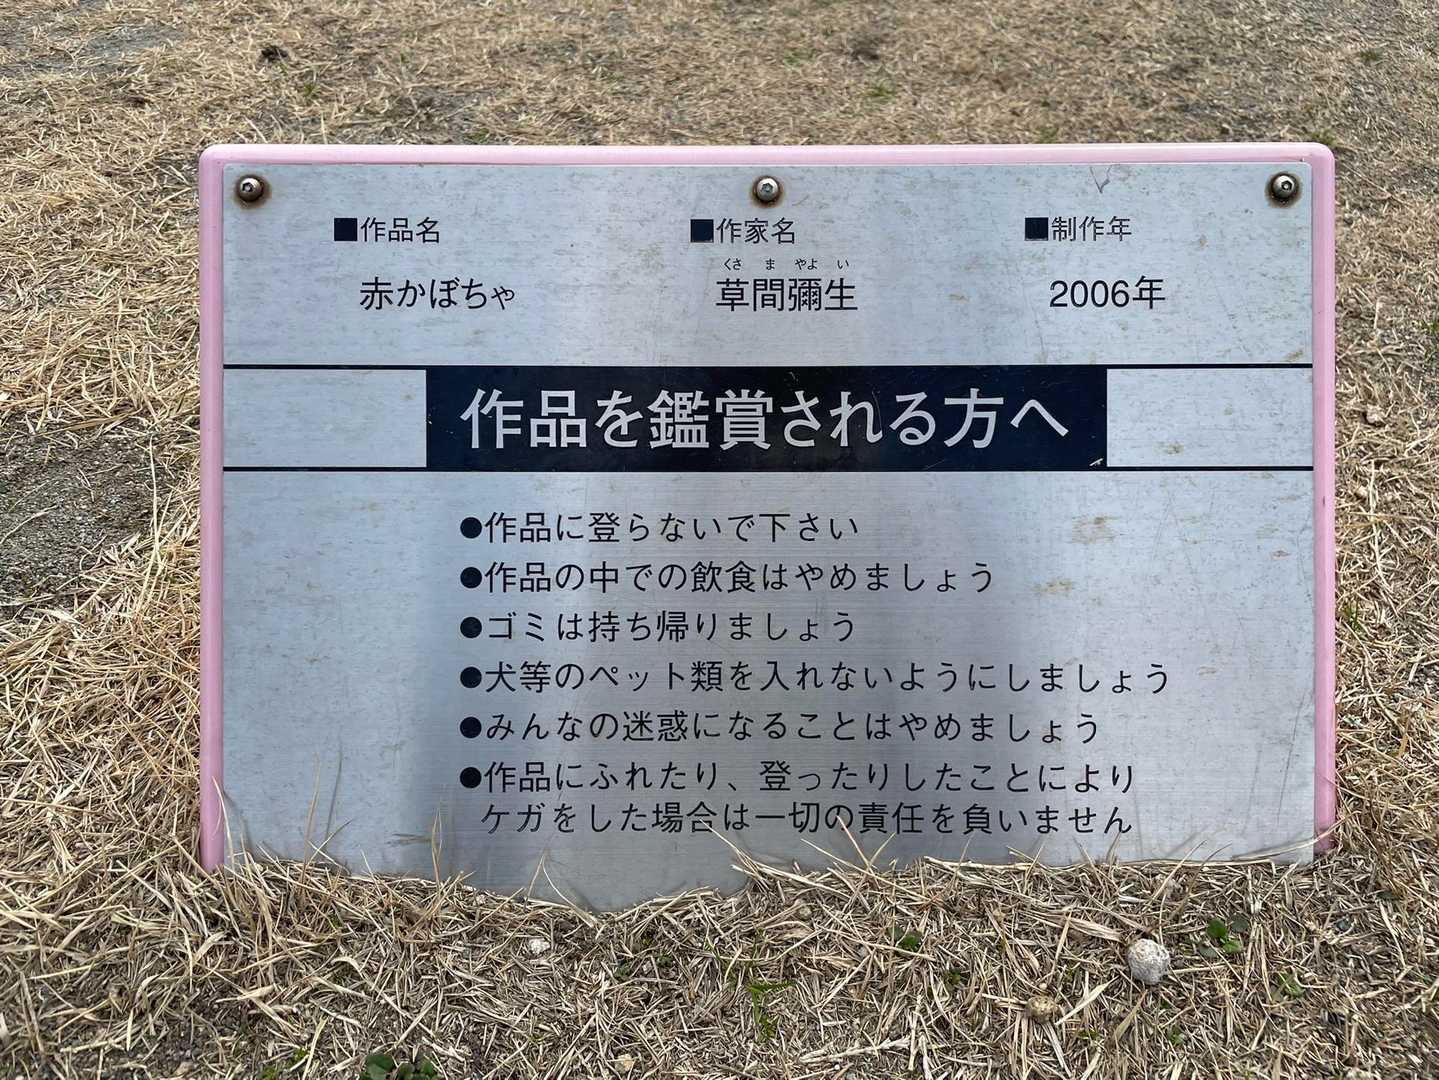 ■作品名 ■作家名 ■制作年
くさ ま やよ い
赤かぼちゃ 草間彌生 2006年
作品を鑑賞される方へ
●作品に登らないで下さい
●作品の中での飲食はやめましょう
●ゴミは持ち帰りましょう
●犬等のペット類を入れないようにしましょう
●みんなの迷惑になることはやめましょう
●作品にふれたり、登ったりしたことにより
ケガをした場合は一切の責任を負いません